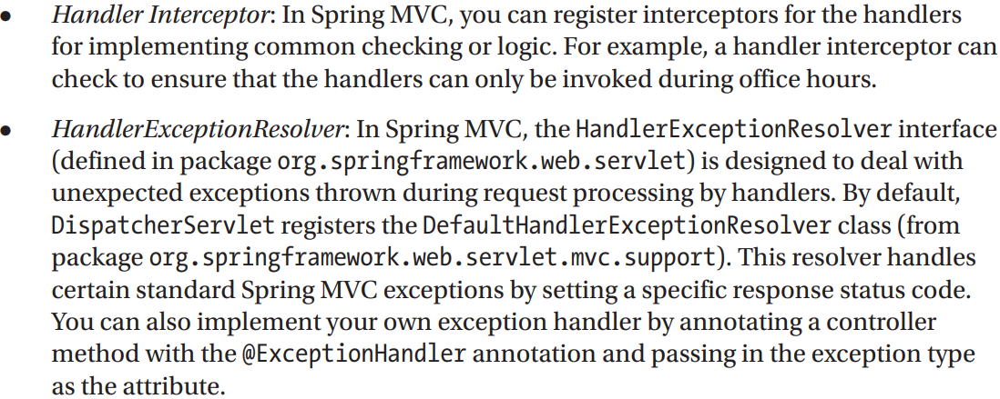 • Handler Interceptor: In Spring MVC, you can register interceptors for the handlers
for implementing common checking or logic. For example, a handler interceptor can
check to ensure that the handlers can only be invoked during office hours.
• HandlerExceptionResolver: In Spring MVC, the HandlerExceptionResolver interface
(defined in package org.springframework.web.servlet) is designed to deal with
unexpected exceptions thrown during request processing by handlers. By default,
DispatcherServlet registers the DefaultHandlerExceptionResolver class (from
package org.springframework.web.servlet.mvc.support). This resolver handles
certain standard Spring MVC exceptions by setting a specific response status code.
You can also implement your own exception handler by annotating a controller
method with the @ExceptionHandler annotation and passing in the exception type
as the attribute.